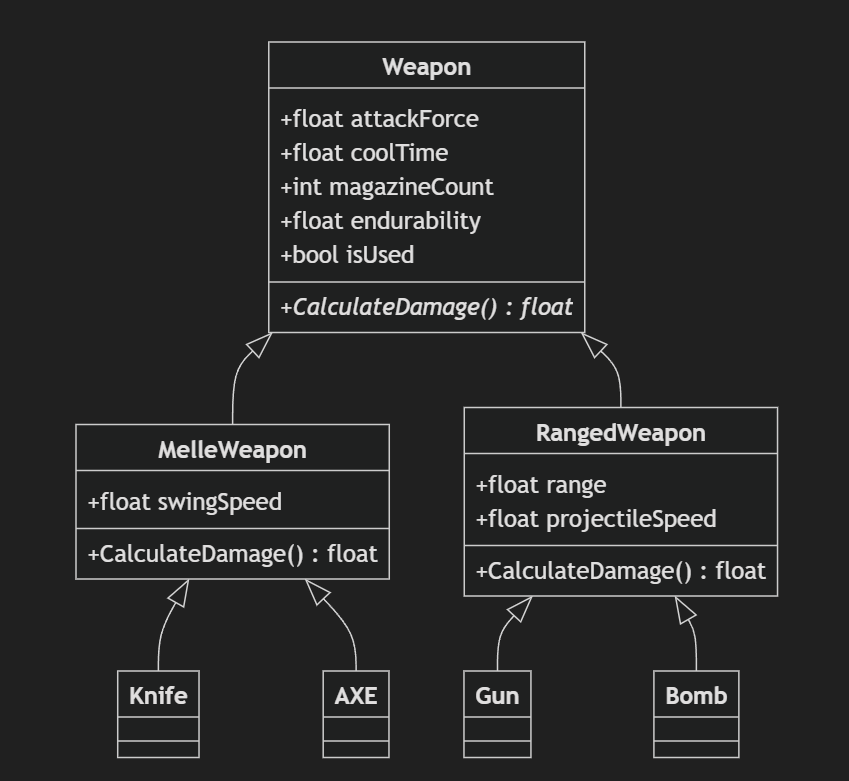 Weapon
+float attackForce
+float coolTime
+int magazineCount
+float endurability
+bool isUsed
+CalculateDamage() : float
MelleWeapon
+float swingSpeed
+CalculateDamage() : float
RangedWeapon
+float range
+float projectileSpeed
+CalculateDamage() : float
Knife
AXE
Gun
Bomb